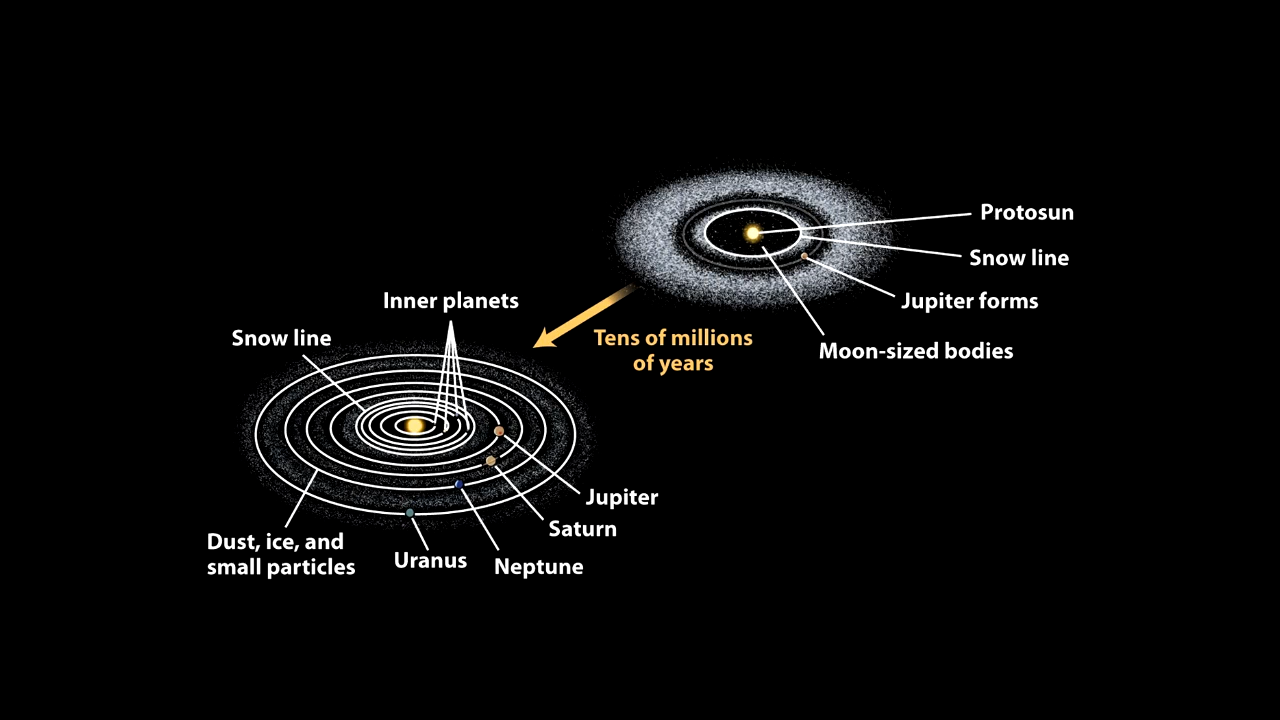 Protosun
Snow line
Jupiter forms
Moon-sized bodies
Tens of millions
of years
Inner planets
Snow line
Jupiter
Saturn
Neptune
Uranus
Dust, ice, and
small particles